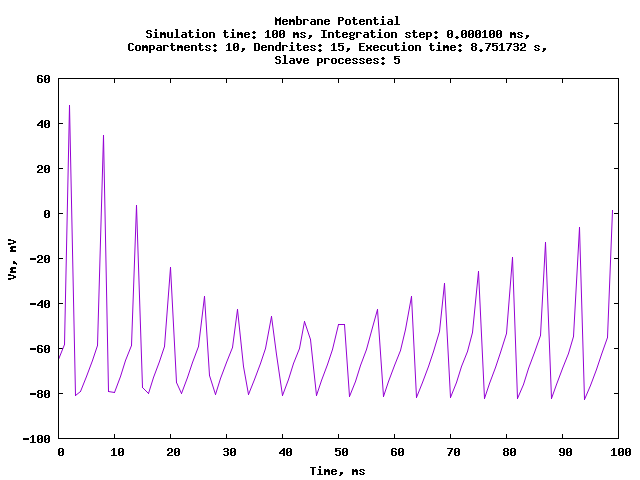 Membrane Potential
Simulation time: 100 ms, Integration step: 0.000100 ms,
Compartments: 10, Dendrites: 15, Execution time: 8.751732 s,
Slave processes: 5
60
40
20
0
-20
-40
-60
-80
-100
Vm, mV
0 10 20 30 40 50 60 70 80 90 100
Time, ms